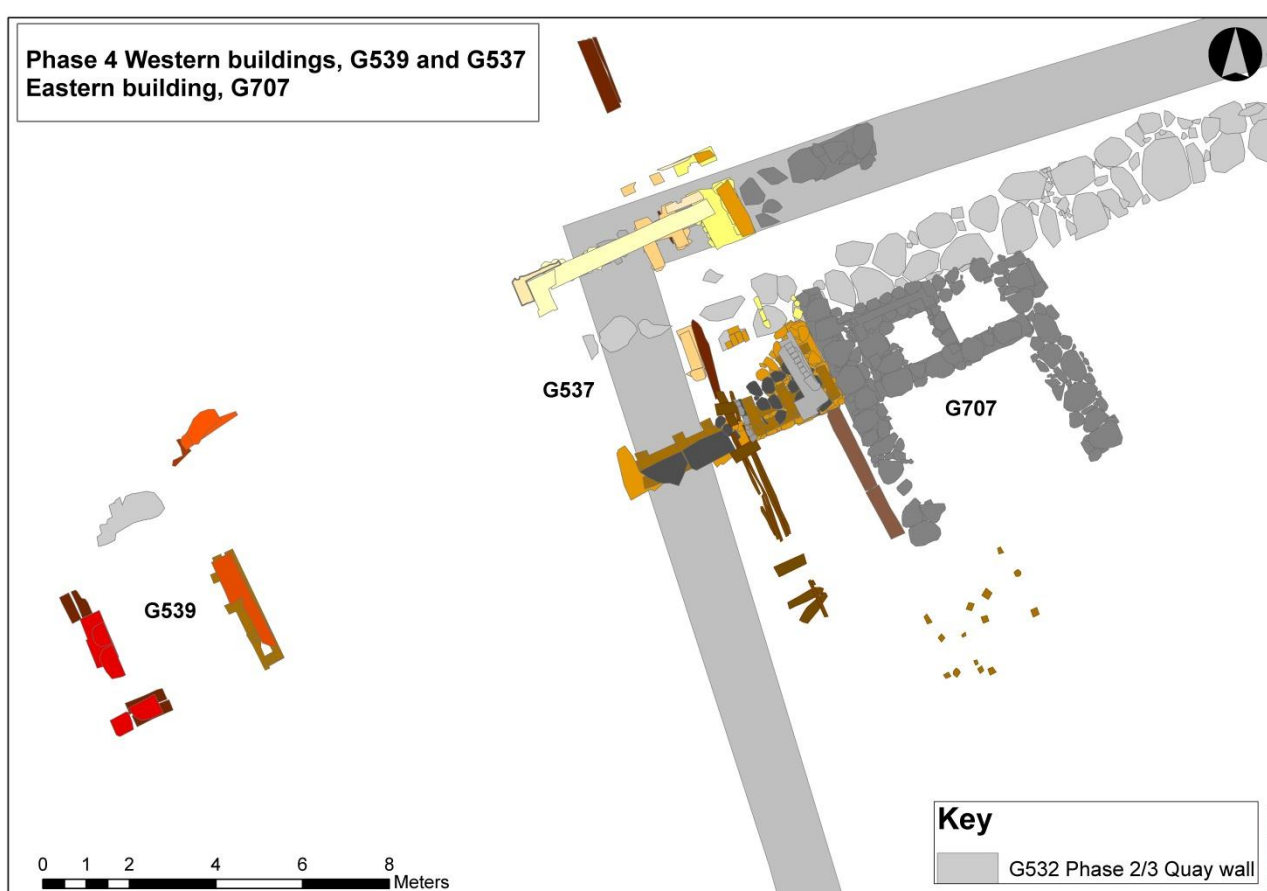 Phase 4 Western buildings, G539 and G537
Eastern building, G707
G537
G707
G539
Key
G532 Phase 2/3 Quay wall
0 1 2 4 6 8
Meters